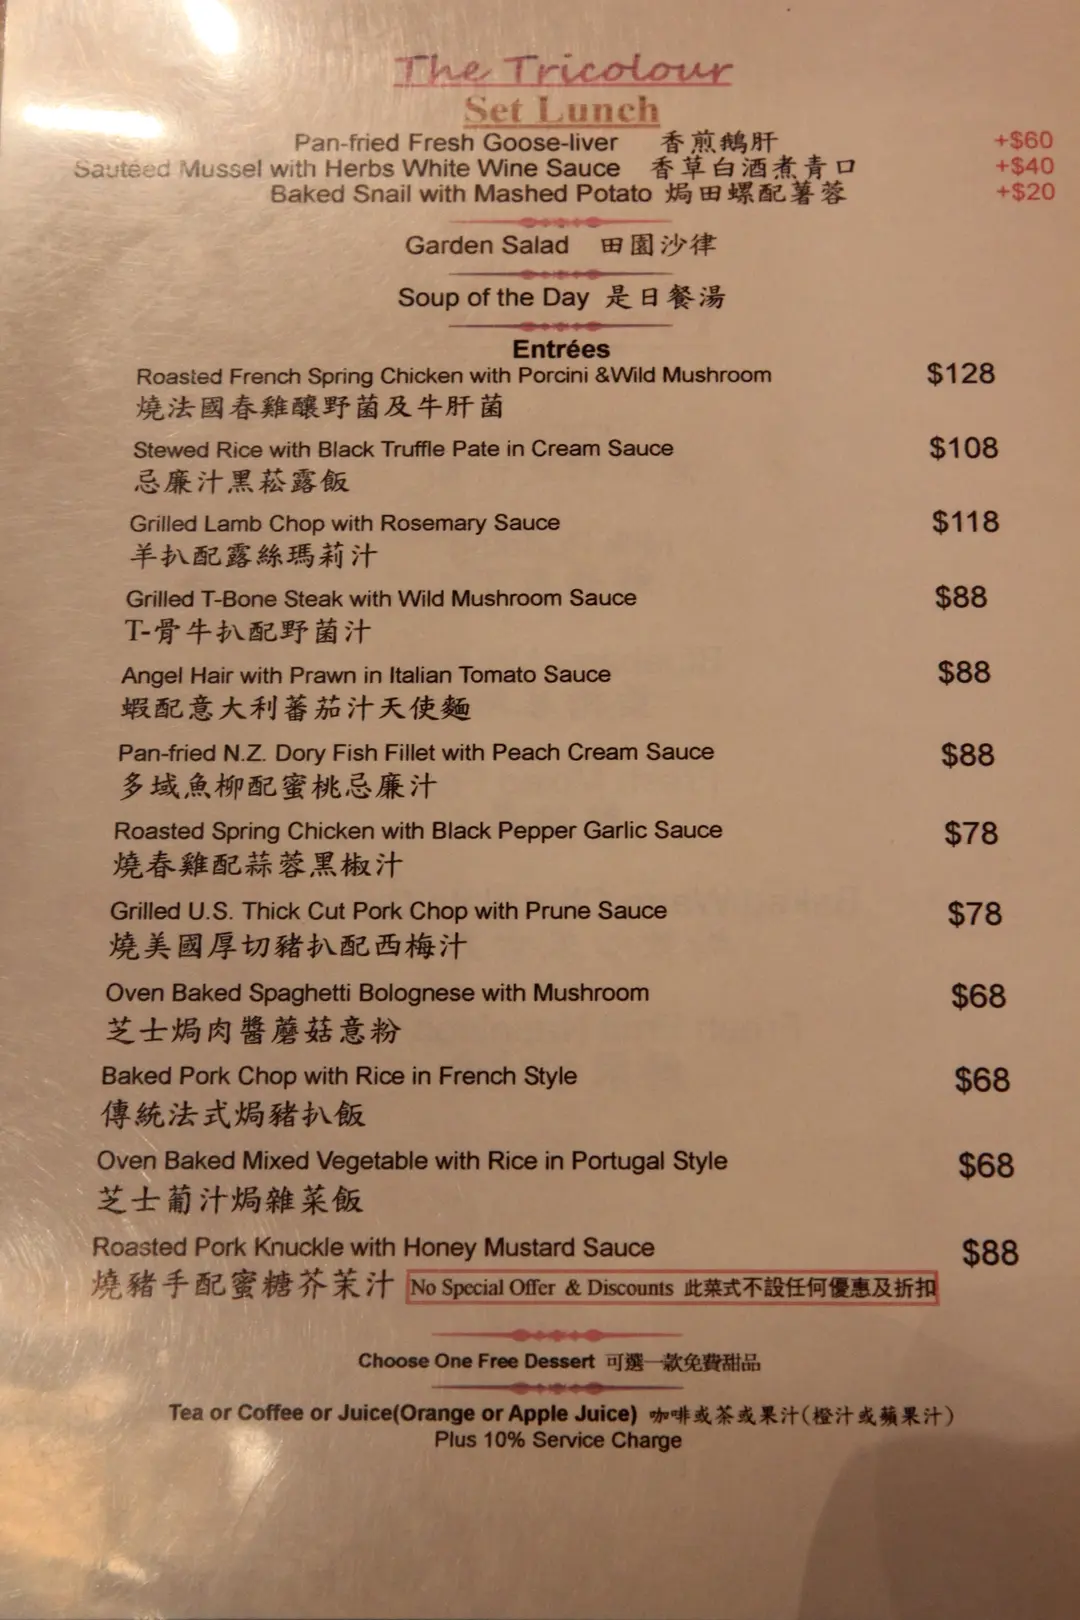 The Tricolour
Set Lunch
Pan-fried Fresh Goose-liver 香煎鵝肝 +$60
Sautéed Mussel with Herbs White Wine Sauce 香草白酒煮青口 +$40
Baked Snail with Mashed Potato 焗田螺配薯蓉 +$20
Garden Salad 田園沙律
Soup of the Day 是日餐湯
Entrées
Roasted French Spring Chicken with Porcini &Wild Mushroom $128
燒法國春雞釀野菌及牛肝菌
Stewed Rice with Black Truffle Pate in Cream Sauce $108
忌廉汁黑菘露飯
Grilled Lamb Chop with Rosemary Sauce $118
羊扒配露絲瑪莉汁
Grilled T-Bone Steak with Wild Mushroom Sauce $88
T-骨牛扒配野菌汁
Angel Hair with Prawn in Italian Tomato Sauce $88
蝦配意大利蕃茄汁天使麵
Pan-fried N.Z. Dory Fish Fillet with Peach Cream Sauce $88
多域魚柳配蜜桃忌廉汁
Roasted Spring Chicken with Black Pepper Garlic Sauce $78
燒春雞配蒜蓉黑椒汁
Grilled U.S. Thick Cut Pork Chop with Prune Sauce $78
燒美國厚切豬扒配西梅汁
Oven Baked Spaghetti Bolognese with Mushroom $68
芝士焗肉醬蘑菇意粉
Baked Pork Chop with Rice in French Style $68
傳統法式焗豬扒飯
Oven Baked Mixed Vegetable with Rice in Portugal Style $68
芝士葡汁焗雜菜飯
Roasted Pork Knuckle with Honey Mustard Sauce $88
燒豬手配蜜糖芥茉汁 No Special Offer & Discounts 此菜式不設任何優惠及折扣
Choose One Free Dessert 可選一款免費甜品
Tea or Coffee or Juice(Orange or Apple Juice) 咖啡或茶或果汁(橙汁或蘋果汁)
Plus 10% Service Charge